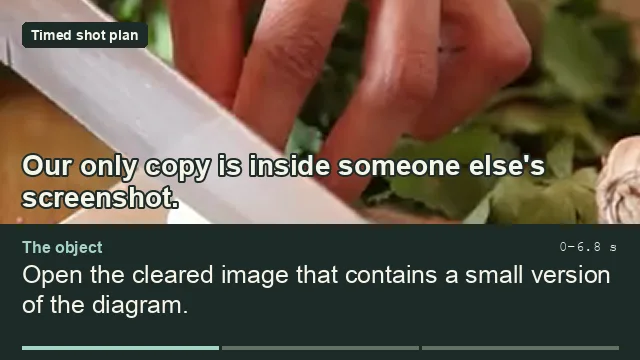 Timed shot plan
Our only copy is inside someone else's
screenshot.
The object
0–6.8 s
Open the cleared image that contains a small version
of the diagram.